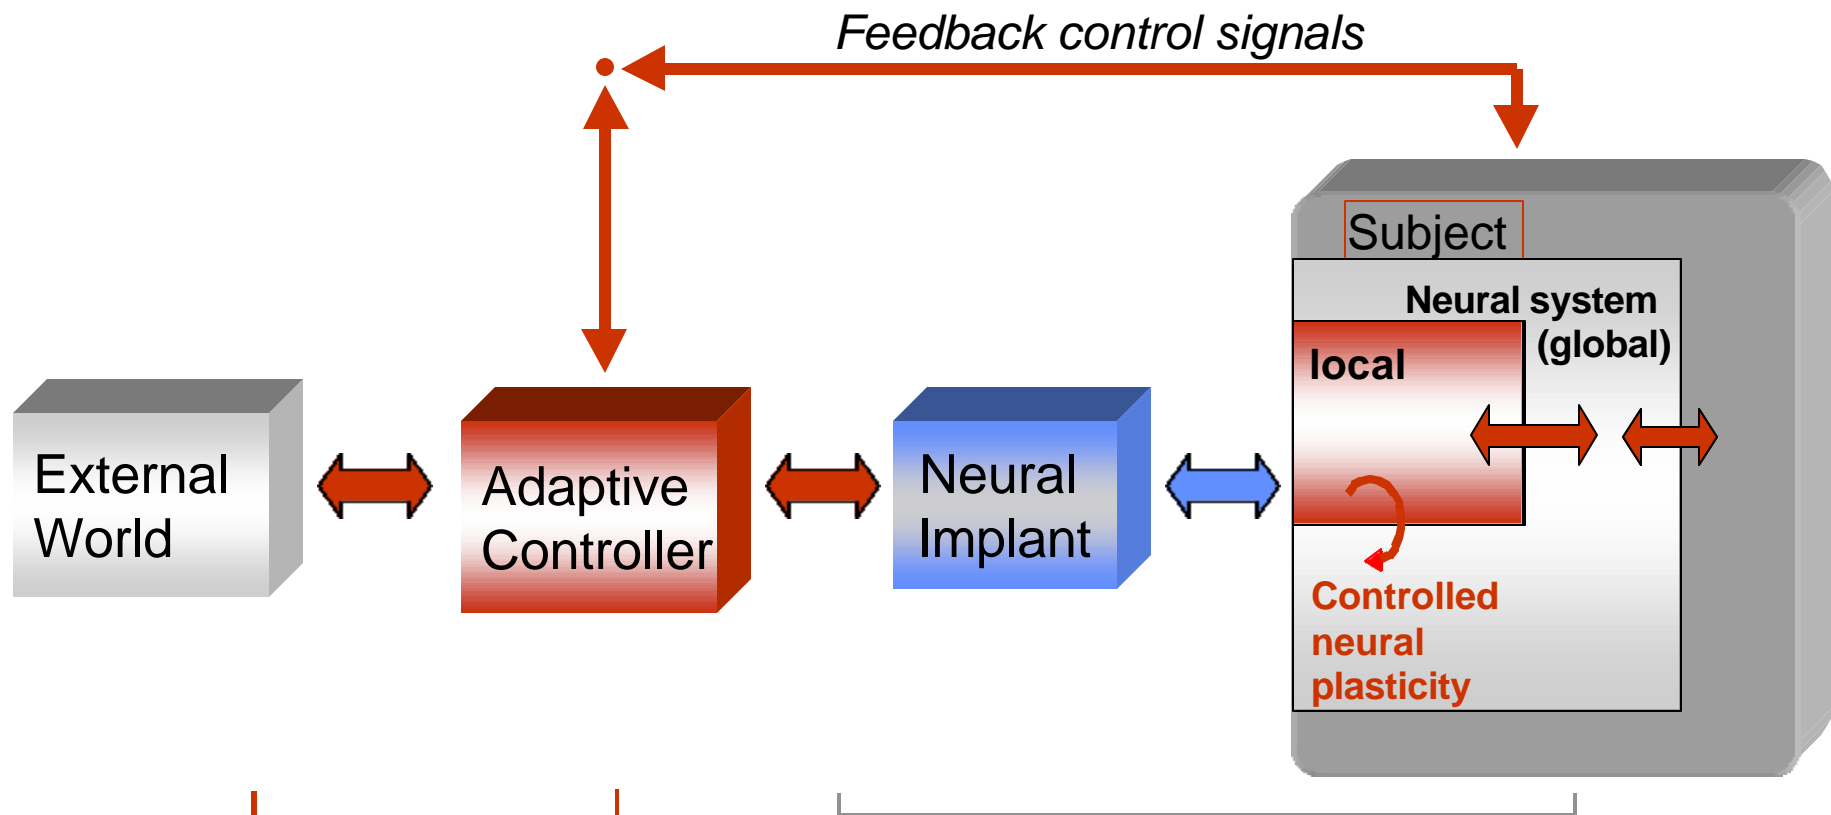 Feedback control signals
Subject
Neural system
(global)
local
External
World
Adaptive
Controller
Neural
Implant
Controlled
neural
plasticity